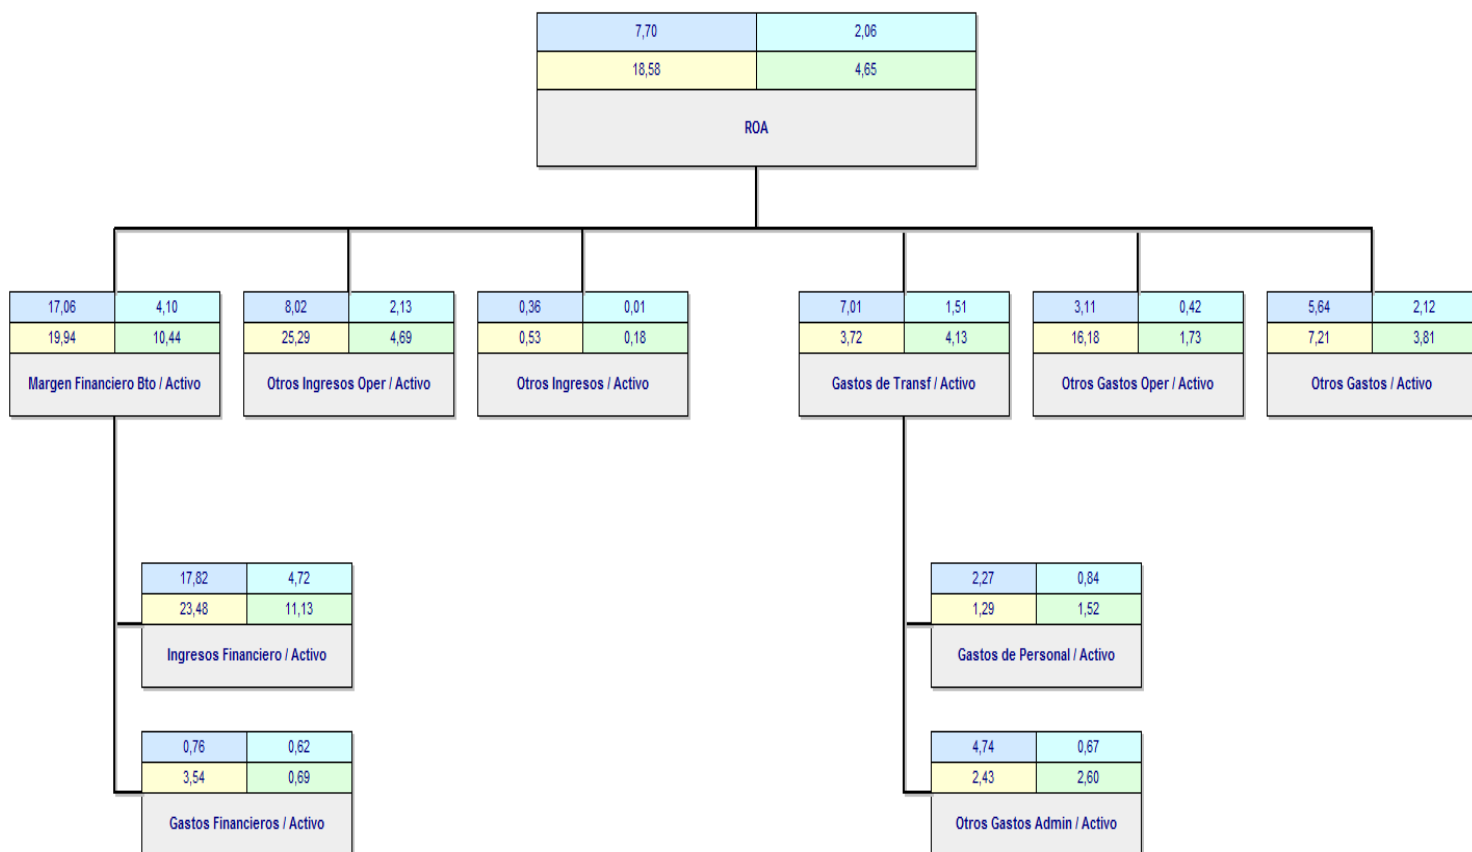 7,70 2,06
18,58 4,65
ROA
17,06 4,10 8,02 2,13 0,36 0,01 7,01 1,51 3,11 0,42 5,64 2,12
19,94 10,44 25,29 4,69 0,53 0,18 3,72 4,13 16,18 1,73 7,21 3,81
Margen Financiero Bto / Activo Otros Ingresos Oper / Activo Otros Ingresos / Activo Gastos de Transf / Activo Otros Gastos Oper / Activo Otros Gastos / Activo
17,82 4,72 2,27 0,84
23,48 11,13 1,29 1,52
Ingresos Financiero / Activo Gastos de Personal / Activo
0,76 0,62 4,74 0,67
3,54 0,69 2,43 2,60
Gastos Financieros / Activo Otros Gastos Admin / Activo